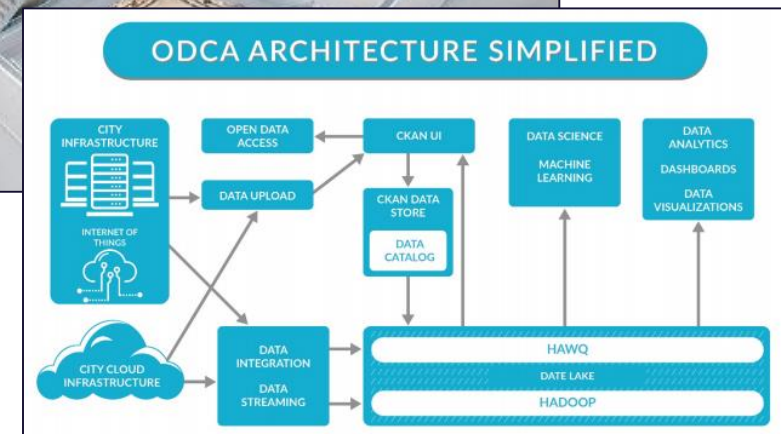 ODCA ARCHITECTURE SIMPLIFIED
CITY
INFRASTRUCTURE
INTERNET OF
THINGS
OPEN DATA
ACCESS
CKAN UI
DATA UPLOAD
CKAN DATA
STORE
DATA
CATALOG
DATA SCIENCE
MACHINE
LEARNING
DATA
ANALYTICS
DASHBOARDS
DATA
VISUALIZATIONS
CITY CLOUD
INFRASTRUCTURE
DATA
INTEGRATION
DATA
STREAMING
HAWQ
DATE LAKE
HADOOP